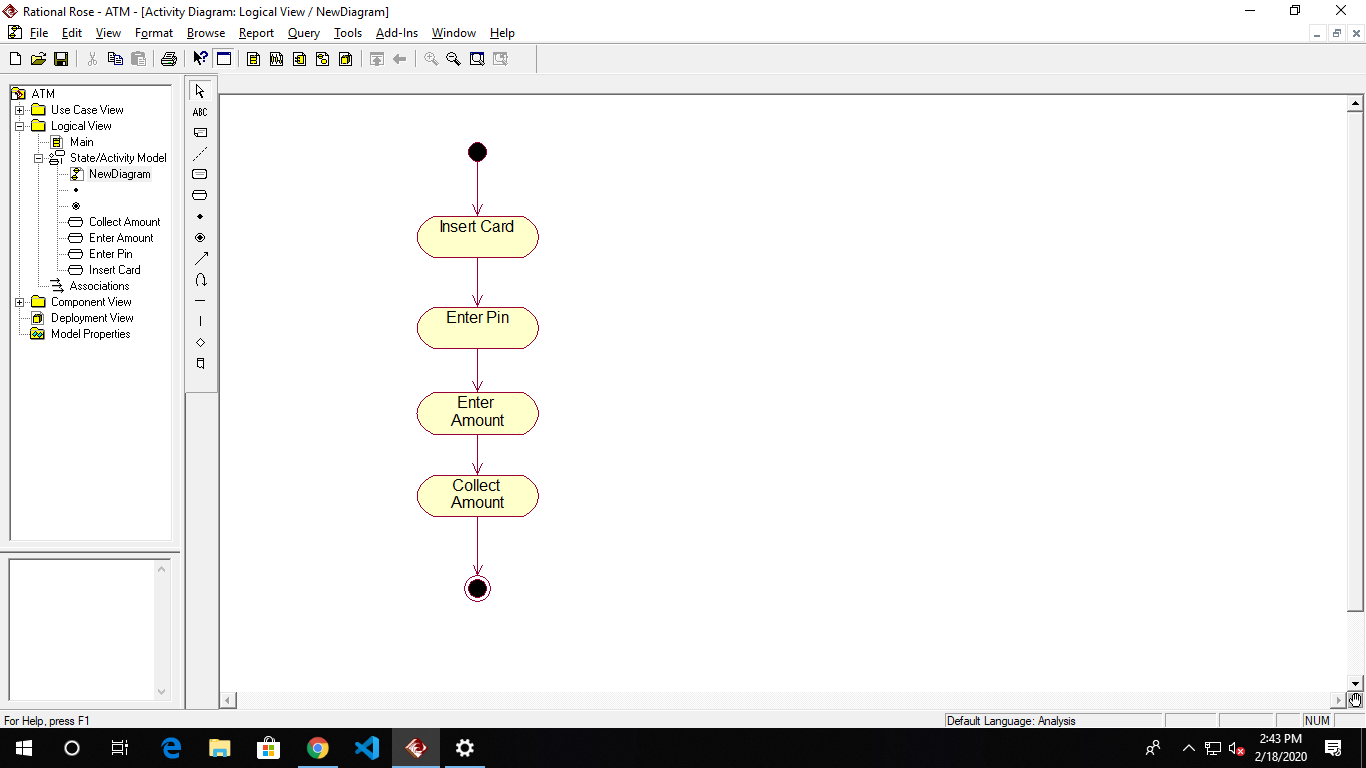 Rational Rose - ATM - [Activity Diagram: Logical View / NewDiagram]
File Edit View Format Browse Report Query Tools Add-Ins Window Help
ATM
Use Case View
Logical View
Main
State/Activity Model
NewDiagram
Collect Amount
Enter Amount
Enter Pin
Insert Card
Associations
Component View
Deployment View
Model Properties
ABC
Insert Card
Enter Pin
Enter
Amount
Collect
Amount
For Help, press F1
Default Language: Analysis
NUM
2:43 PM
2/18/2020